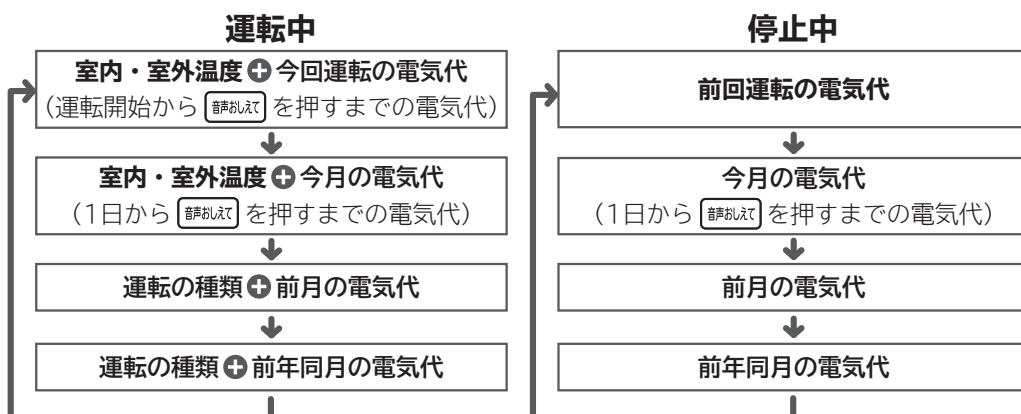 運転中
室内・室外温度＋今回運転の電気代
（運転開始から 音声おしえて を押すまでの電気代）
室内・室外温度＋今月の電気代
（1日から 音声おしえて を押すまでの電気代）
運転の種類＋前月の電気代
運転の種類＋前年同月の電気代
停止中
前回運転の電気代
今月の電気代
（1日から 音声おしえて を押すまでの電気代）
前月の電気代
前年同月の電気代